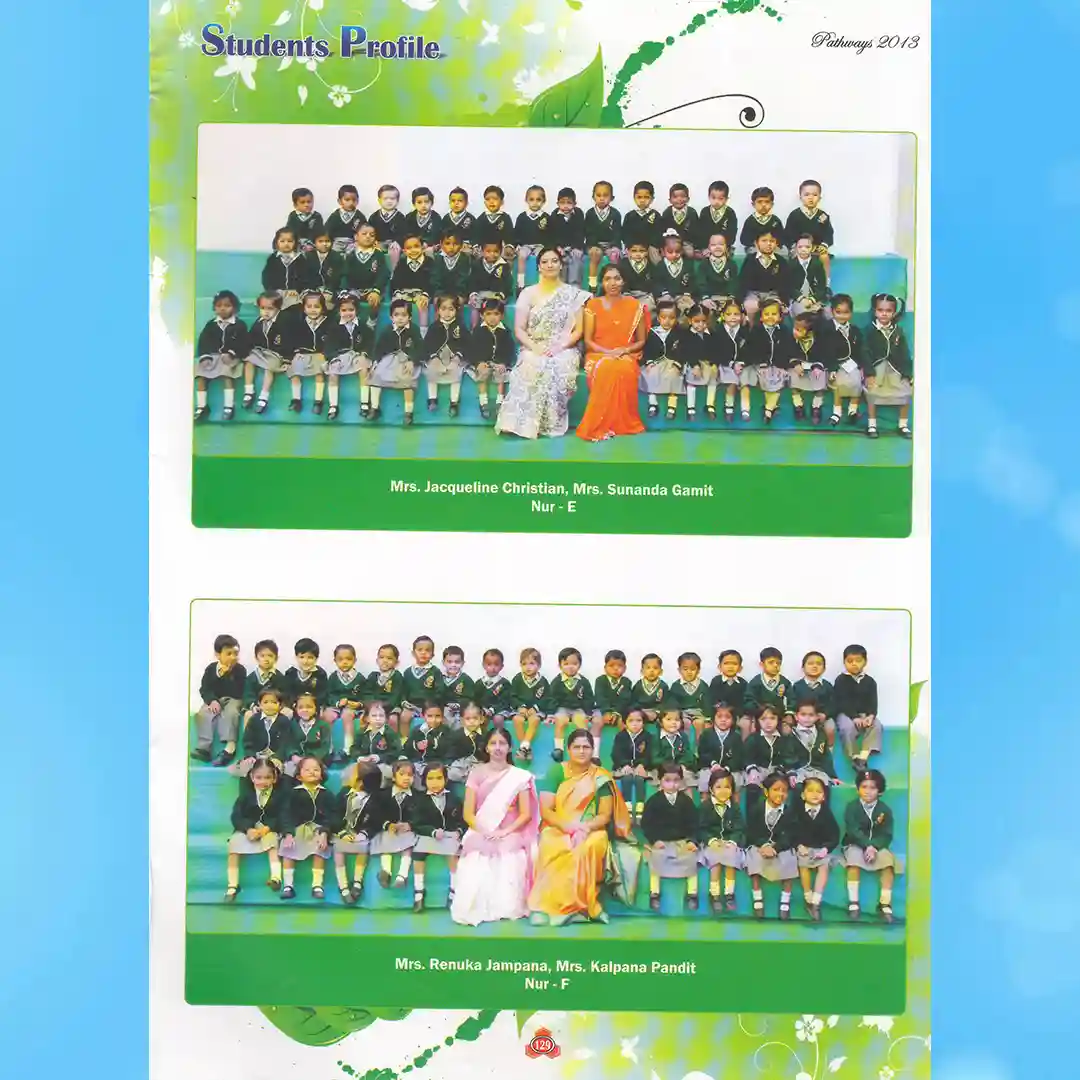 Students Profile
Pathways 2013
Mrs. Jacqueline Christian, Mrs. Sunanda Gamit
Nur - E
Mrs. Renuka Jampana, Mrs. Kalpana Pandit
Nur - F
129